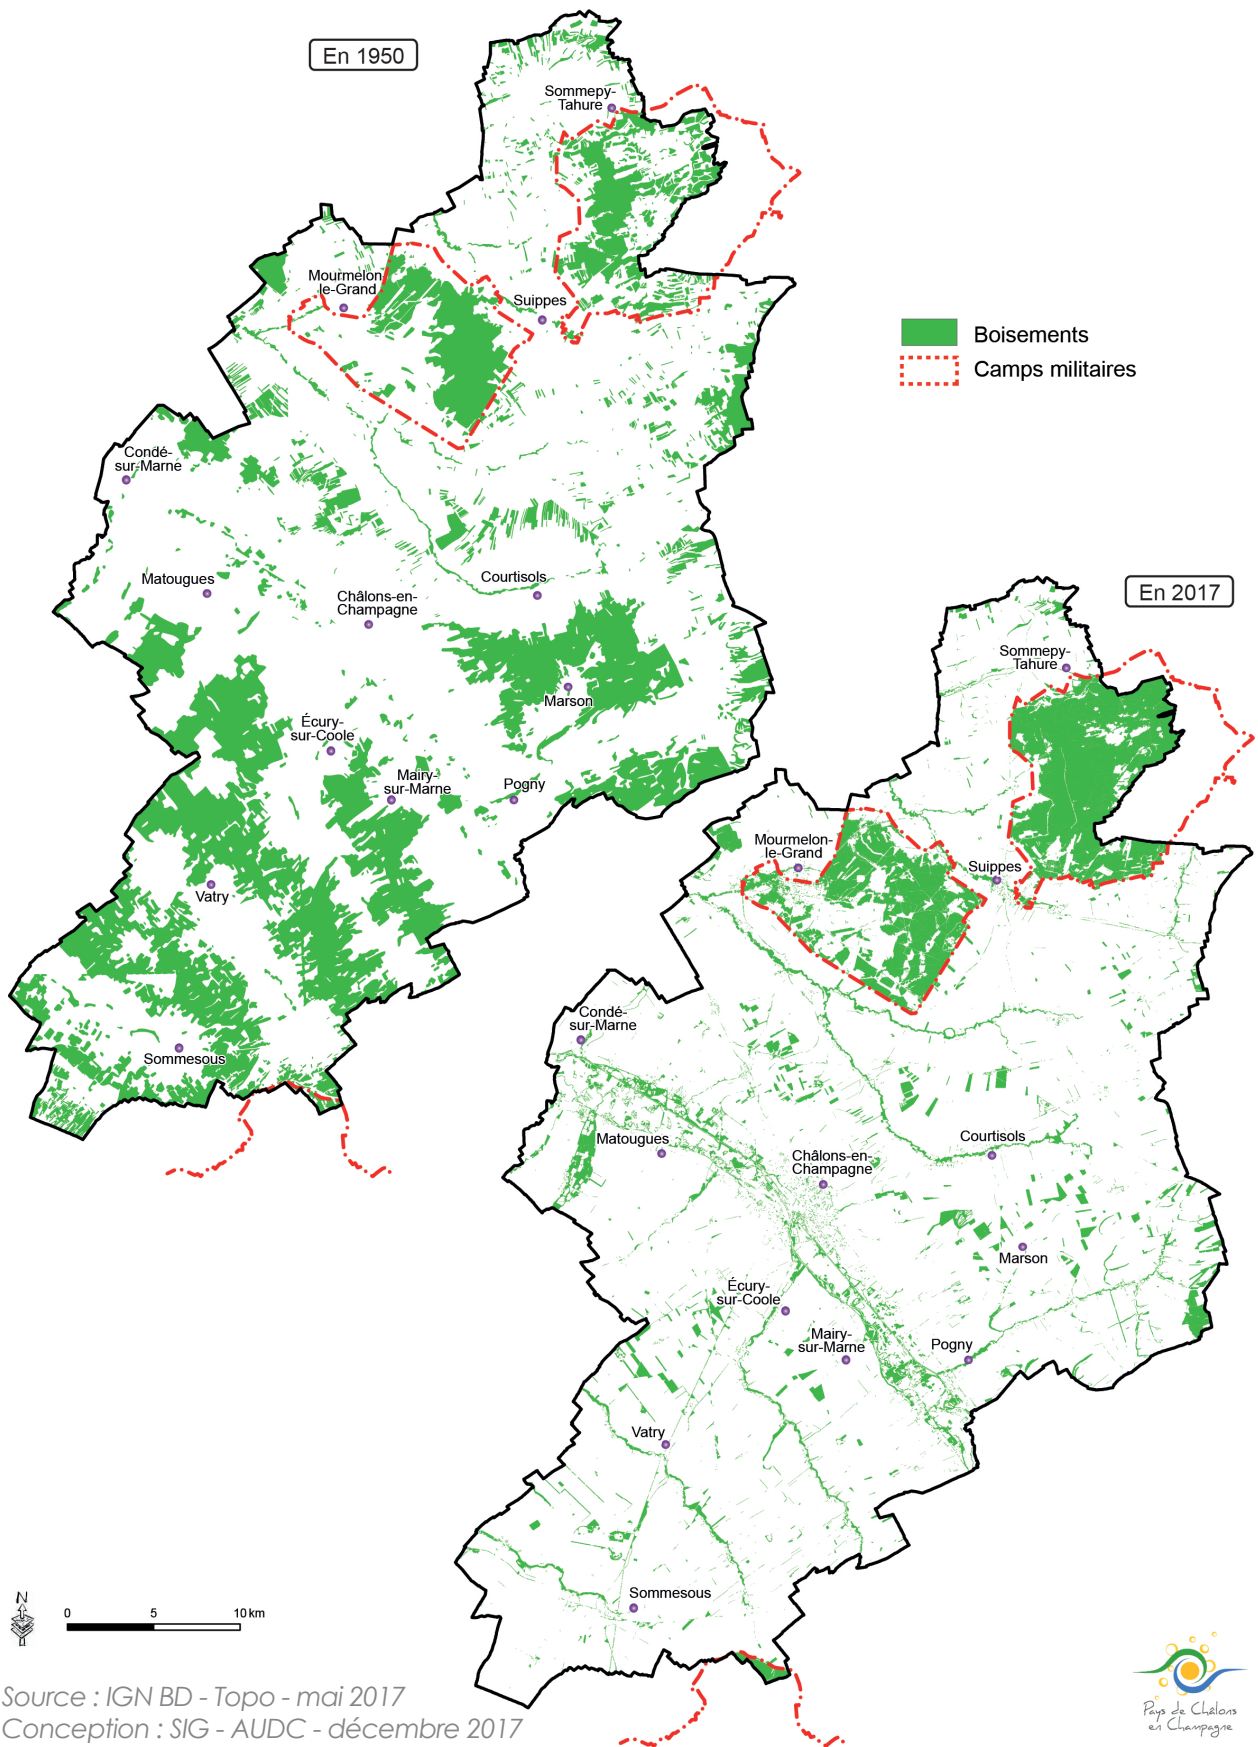 En 1950
Sommepy-
Tahure
Mourmelon-
le-Grand
Suippes
Boisements
Camps militaires
Condé-
sur-Marne
Matougues
Châlons-en-
Champagne
Courtisols
Marson
Écury-
sur-Coole
Mairy-
sur-Marne
Pogny
Vatry
Sommesous
En 2017
Sommepy-
Tahure
Mourmelon-
le-Grand
Suippes
Condé-
sur-Marne
Matougues
Châlons-en-
Champagne
Courtisols
Marson
Écury-
sur-Coole
Mairy-
sur-Marne
Pogny
Vatry
Sommesous
N
0 5 10 km
Source : IGN BD - Topo - mai 2017
Conception : SIG - AUDC - décembre 2017
Pays de Châlons
en Champagne